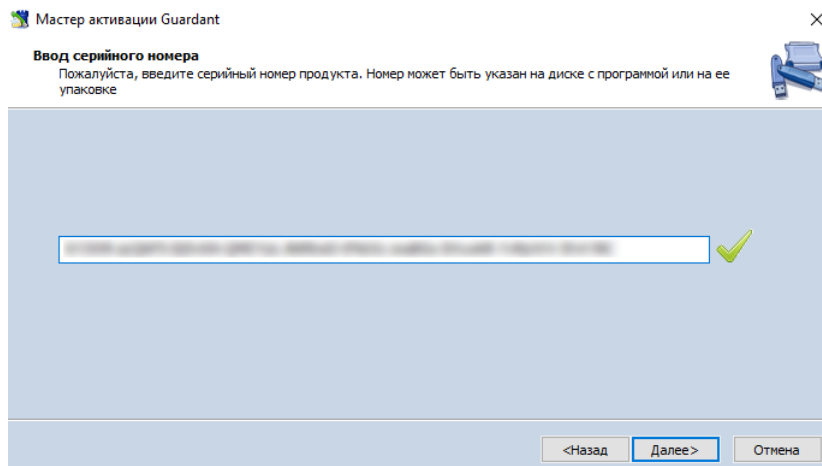 Мастер активации Guardant
Ввод серийного номера
Пожалуйста, введите серийный номер продукта. Номер может быть указан на диске с программой или на ее
упаковке
<Назад
Далее>
Отмена